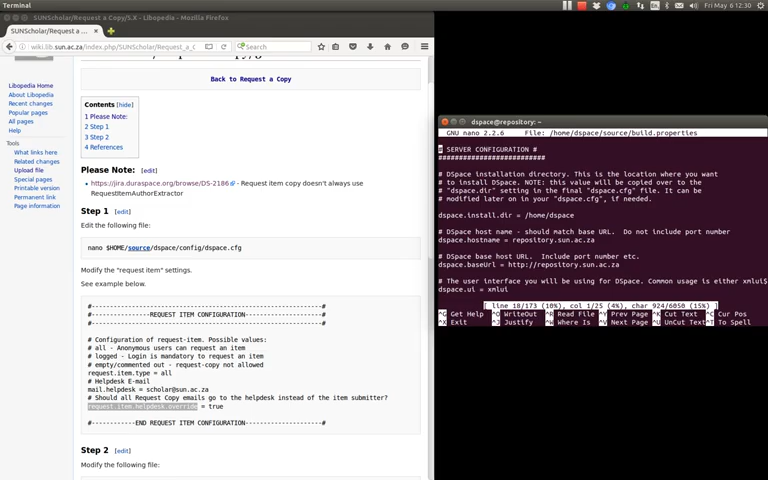 Terminal
En
Fri May 6 12:30
SUNScholar/Request a Copy/5.X - Libopedia - Mozilla Firefox
SUNScholar/Request a ...
wiki.lib.sun.ac.za/index.php/SUNScholar/Request_a_C
Search
Back to Request a Copy
Libopedia Home
Recent changes
Popular pages
All pages
Help
Tools
What links here
Related changes
Upload file
Special pages
Printable version
Permanent link
Page information
Contents [hide]
1 Please Note:
2 Step 1
3 Step 2
4 References
Please Note: [edit]
https://jira.duraspace.org/browse/DS-2186 - Request item copy doesn't always use
RequestItemAuthorExtractor
Step 1 [edit]
Edit the following file:
nano $HOME/source/dspace/config/dspace.cfg
Modify the "request item" settings.
See example below.
#---------------------------------------------------------#
#--------------REQUEST ITEM CONFIGURATION-----------------#
#---------------------------------------------------------#
# Configuration of request-item. Possible values:
# all - Anonymous users can request an item
# logged - Login is mandatory to request an item
# empty/commented out - request-copy not allowed
request.item.type = all
# Helpdesk E-mail
mail.helpdesk = scholar@sun.ac.za
# Should all Request Copy emails go to the helpdesk instead of the item submitter?
request.item.helpdesk.override = true
#-----------END REQUEST ITEM CONFIGURATION----------------#
Step 2 [edit]
Modify the following file:
dspace@repository: ~
GNU nano 2.2.6 File: /home/dspace/source/build.properties
# SERVER CONFIGURATION #
##########################
# DSpace installation directory. This is the location where you want
# to install DSpace. NOTE: this value will be copied over to the
# "dspace.dir" setting in the final "dspace.cfg" file. It can be
# modified later on in your "dspace.cfg", if needed.
dspace.install.dir = /home/dspace
# DSpace host name - should match base URL. Do not include port number
dspace.hostname = repository.sun.ac.za
# DSpace base host URL. Include port number etc.
dspace.baseUrl = http://repository.sun.ac.za
# The user interface you will be using for DSpace. Common usage is either xmlui$
dspace.ui = xmlui
[ line 18/173 (10%), col 1/25 (4%), char 924/6050 (15%) ]
^G Get Help ^O WriteOut ^R Read File ^Y Prev Page ^K Cut Text ^C Cur Pos
^X Exit ^J Justify ^W Where Is ^V Next Page ^U UnCut Text ^T To Spell